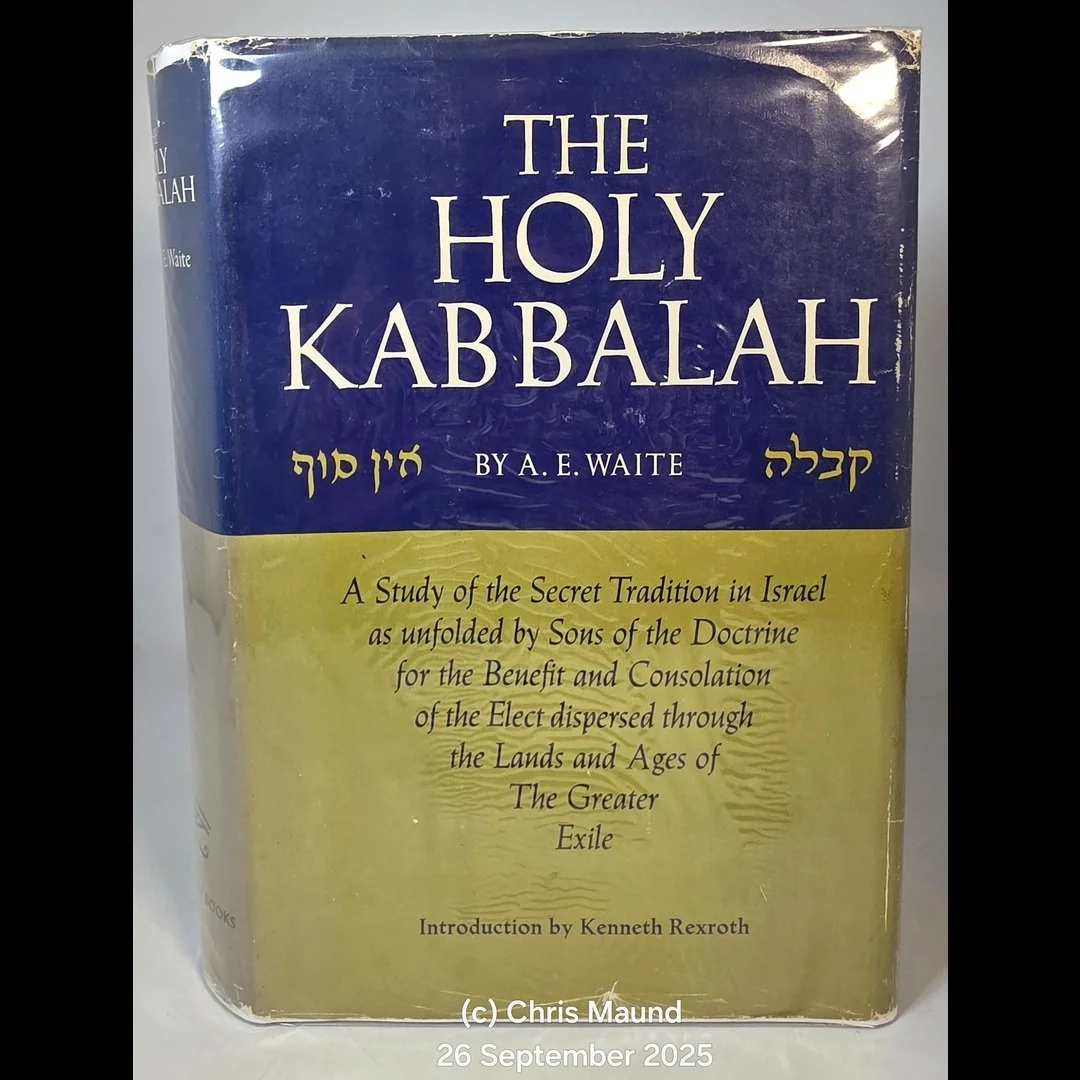 THE
HOLY
KABBALAH
אין סוף BY A. E. WAITE קבלה
A Study of the Secret Tradition in Israel
as unfolded by Sons of the Doctrine
for the Benefit and Consolation
of the Elect dispersed through
the Lands and Ages of
The Greater
Exile
Introduction by Kenneth Rexroth
E. Waite
BOOKS
(c) Chris Maund
26 September 2025